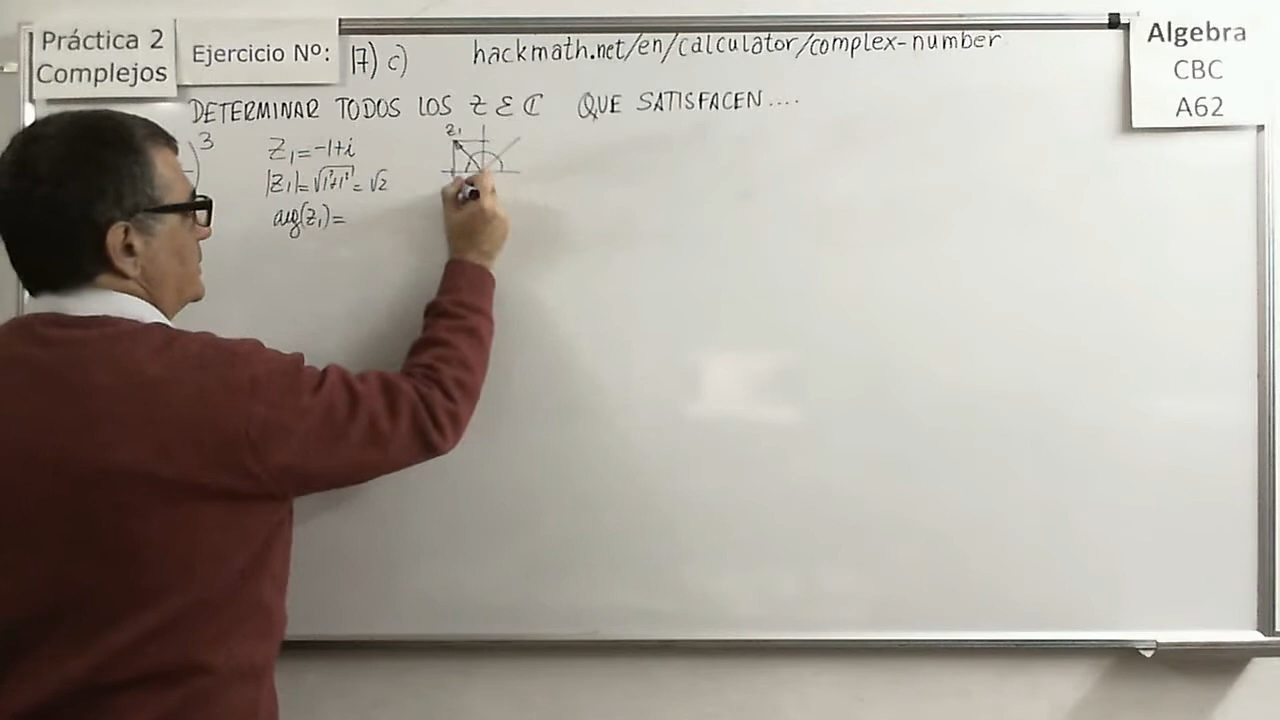 Práctica 2
Complejos
Ejercicio Nº: 17) c)
hackmath.net/en/calculator/complex-number
Algebra
CBC
A62
DETERMINAR TODOS LOS Z ∈ ℂ QUE SATISFACEN....
)³
Z₁=-1+i
|Z₁|=√1²+1²=√2
arg(Z₁)=
Z₁